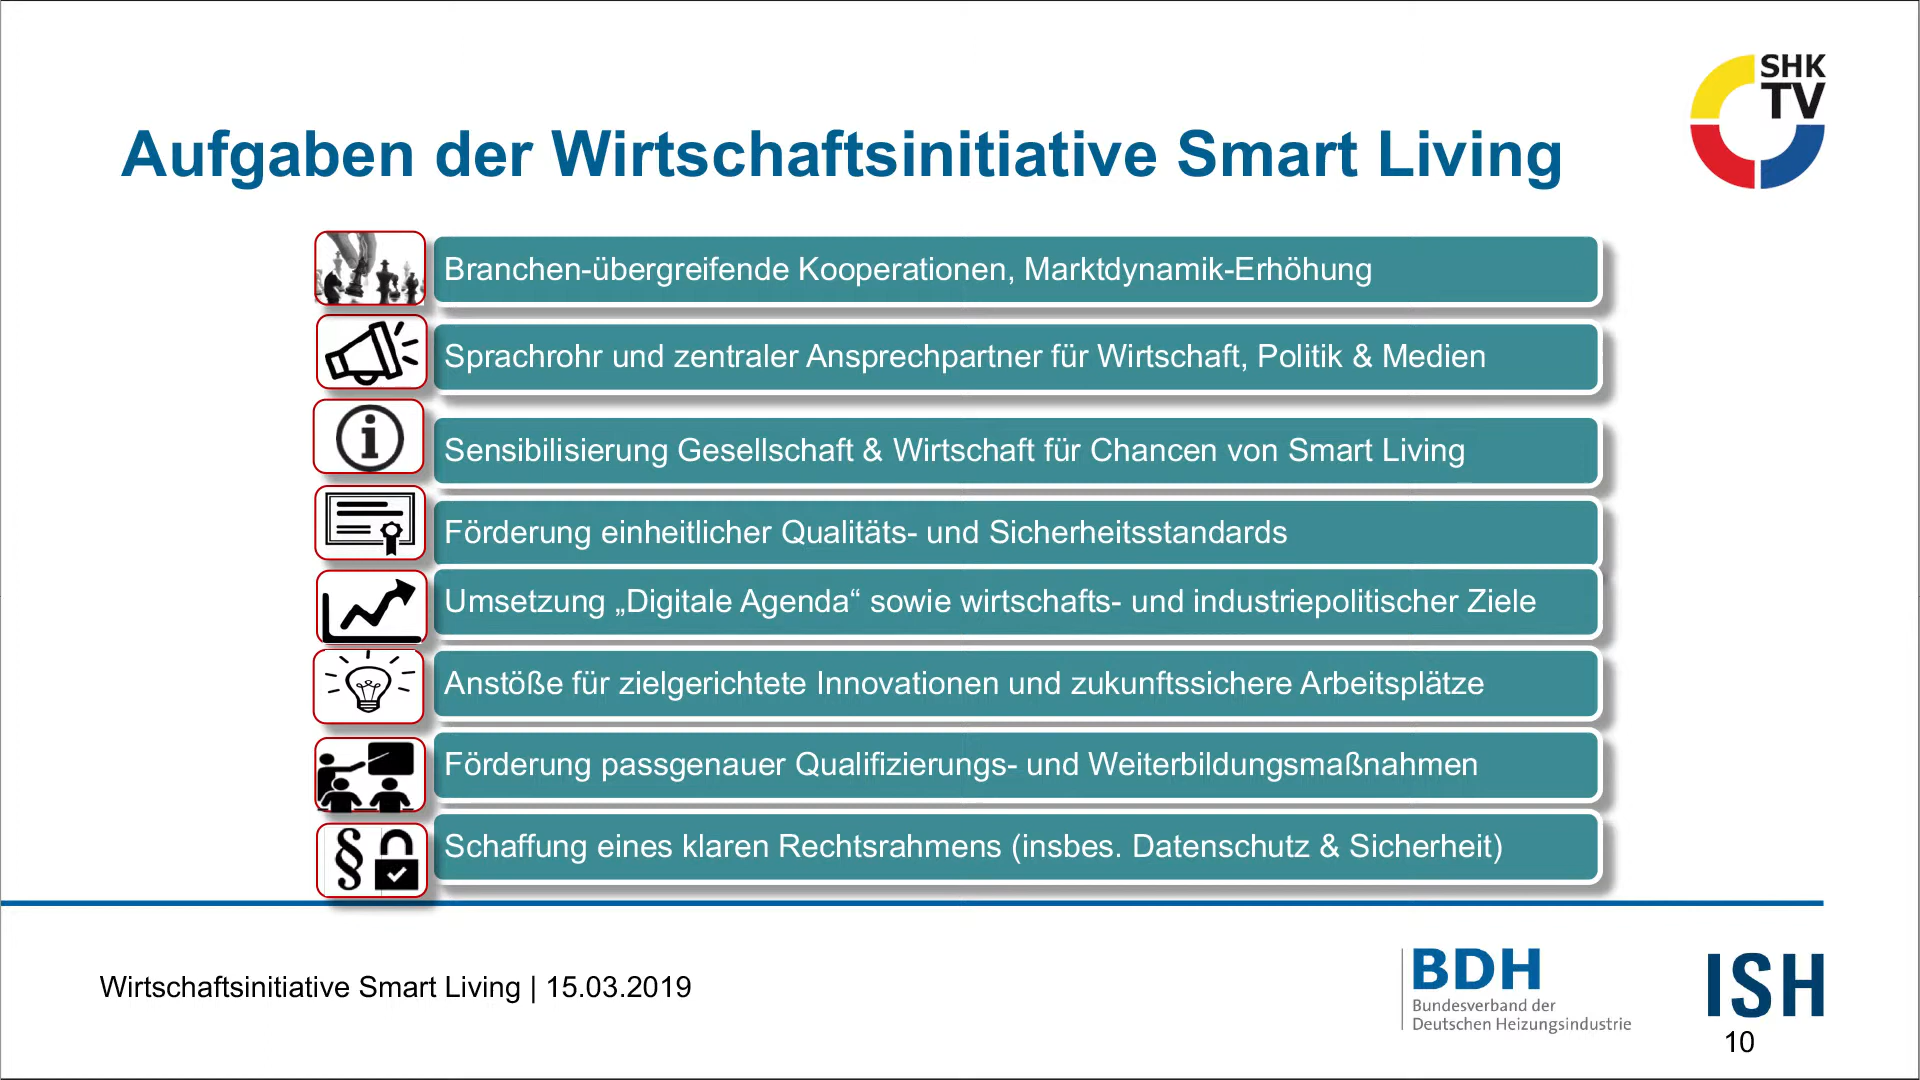 SHK
TV
Aufgaben der Wirtschaftsinitiative Smart Living
Branchen-übergreifende Kooperationen, Marktdynamik-Erhöhung
Sprachrohr und zentraler Ansprechpartner für Wirtschaft, Politik & Medien
Sensibilisierung Gesellschaft & Wirtschaft für Chancen von Smart Living
Förderung einheitlicher Qualitäts- und Sicherheitsstandards
Umsetzung „Digitale Agenda“ sowie wirtschafts- und industriepolitischer Ziele
Anstöße für zielgerichtete Innovationen und zukunftssichere Arbeitsplätze
Förderung passgenauer Qualifizierungs- und Weiterbildungsmaßnahmen
§ Schaffung eines klaren Rechtsrahmens (insbes. Datenschutz & Sicherheit)
Wirtschaftsinitiative Smart Living | 15.03.2019
BDH
Bundesverband der
Deutschen Heizungsindustrie
ISH
10